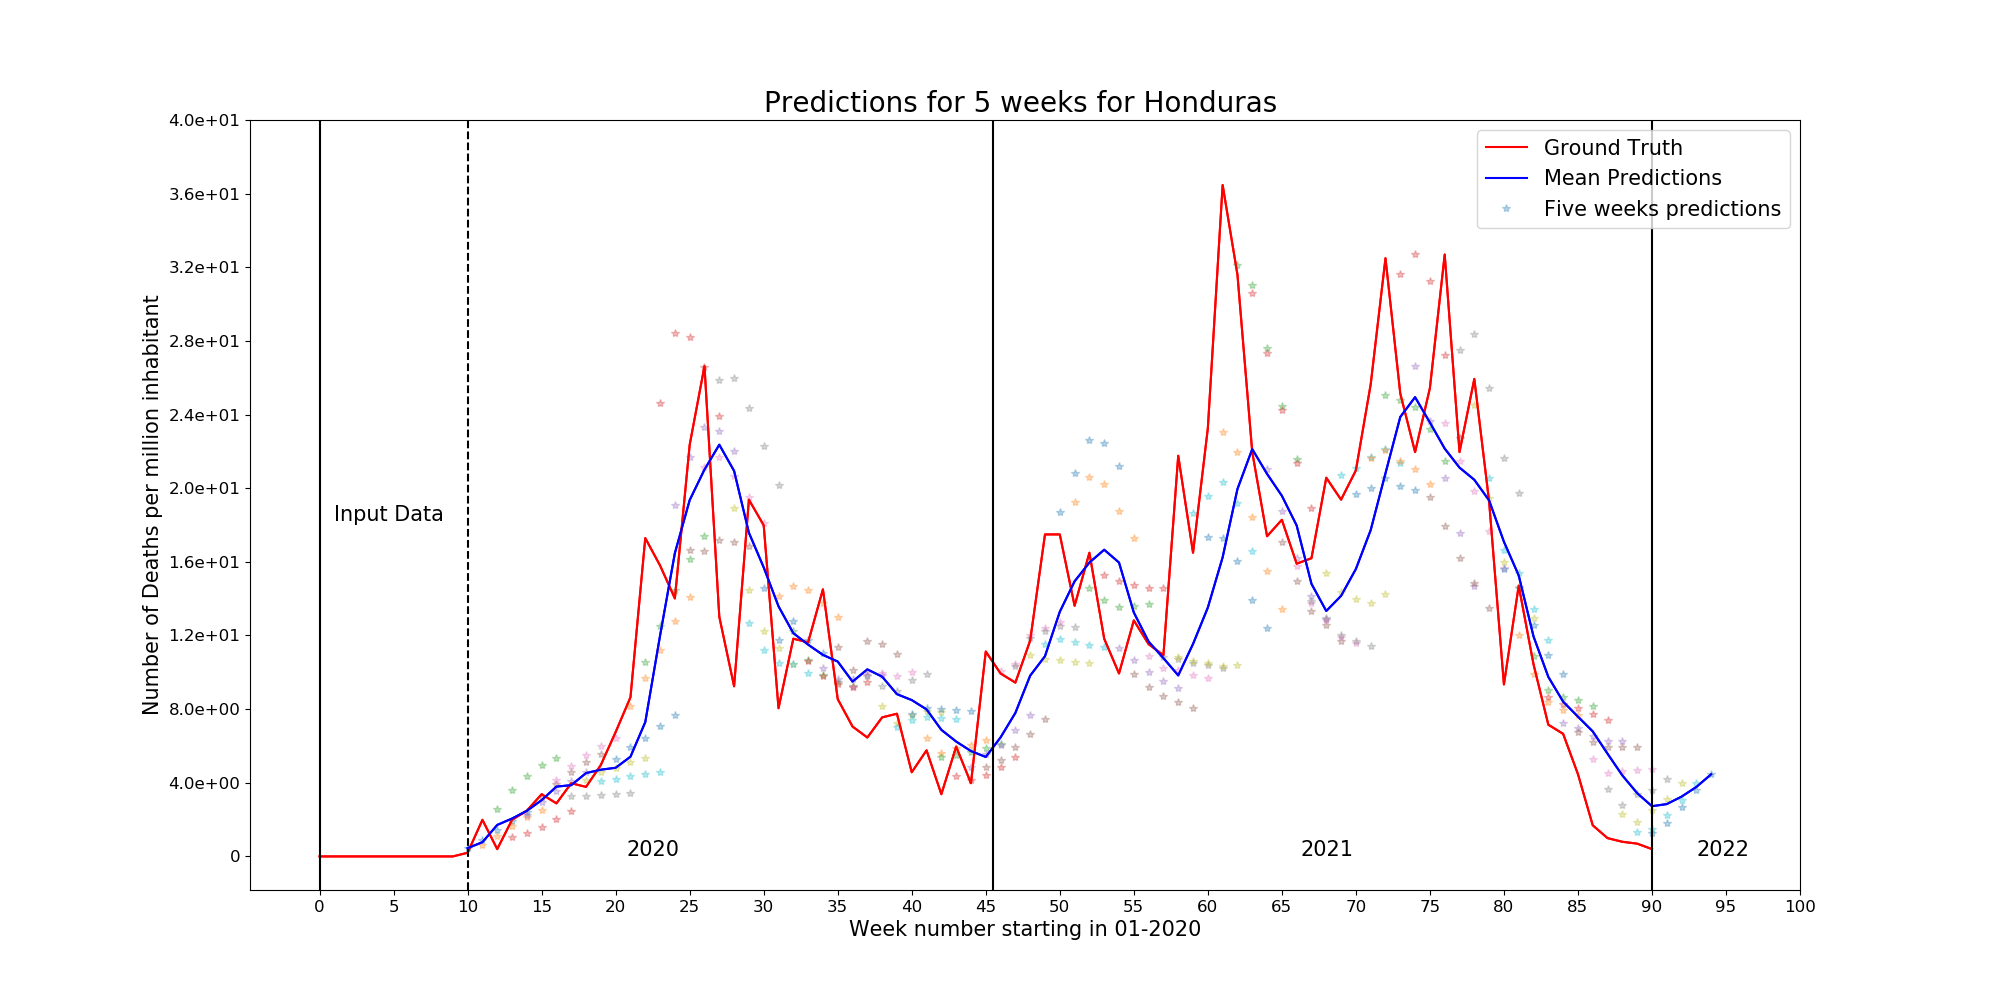 Predictions for 5 weeks for Honduras
4.0e+01
3.6e+01
3.2e+01
2.8e+01
2.4e+01
2.0e+01
1.6e+01
1.2e+01
8.0e+00
4.0e+00
0
Number of Deaths per million inhabitant
Ground Truth
Mean Predictions
Five weeks predictions
Input Data
2020
2021
2022
0 5 10 15 20 25 30 35 40 45 50 55 60 65 70 75 80 85 90 95 100
Week number starting in 01-2020